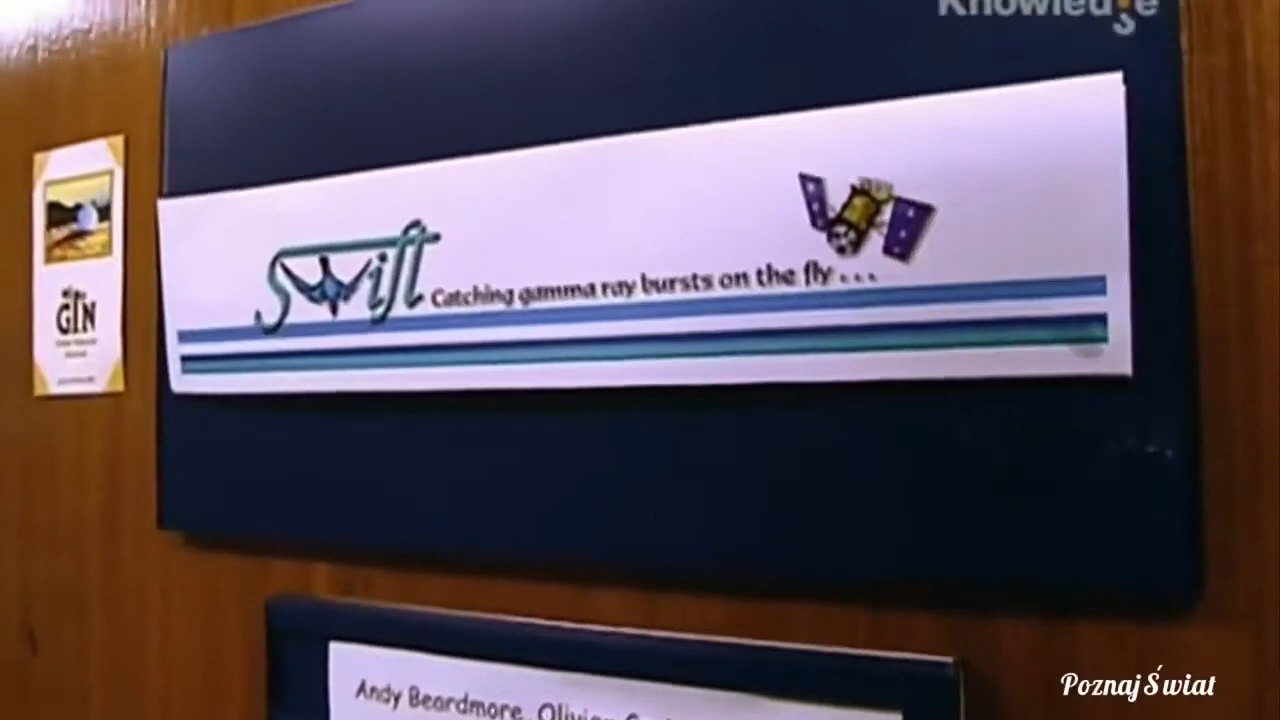 Knowledge
Swift Catching gamma ray bursts on the fly...
GIN
Andy Beardmore,
Poznaj Świat